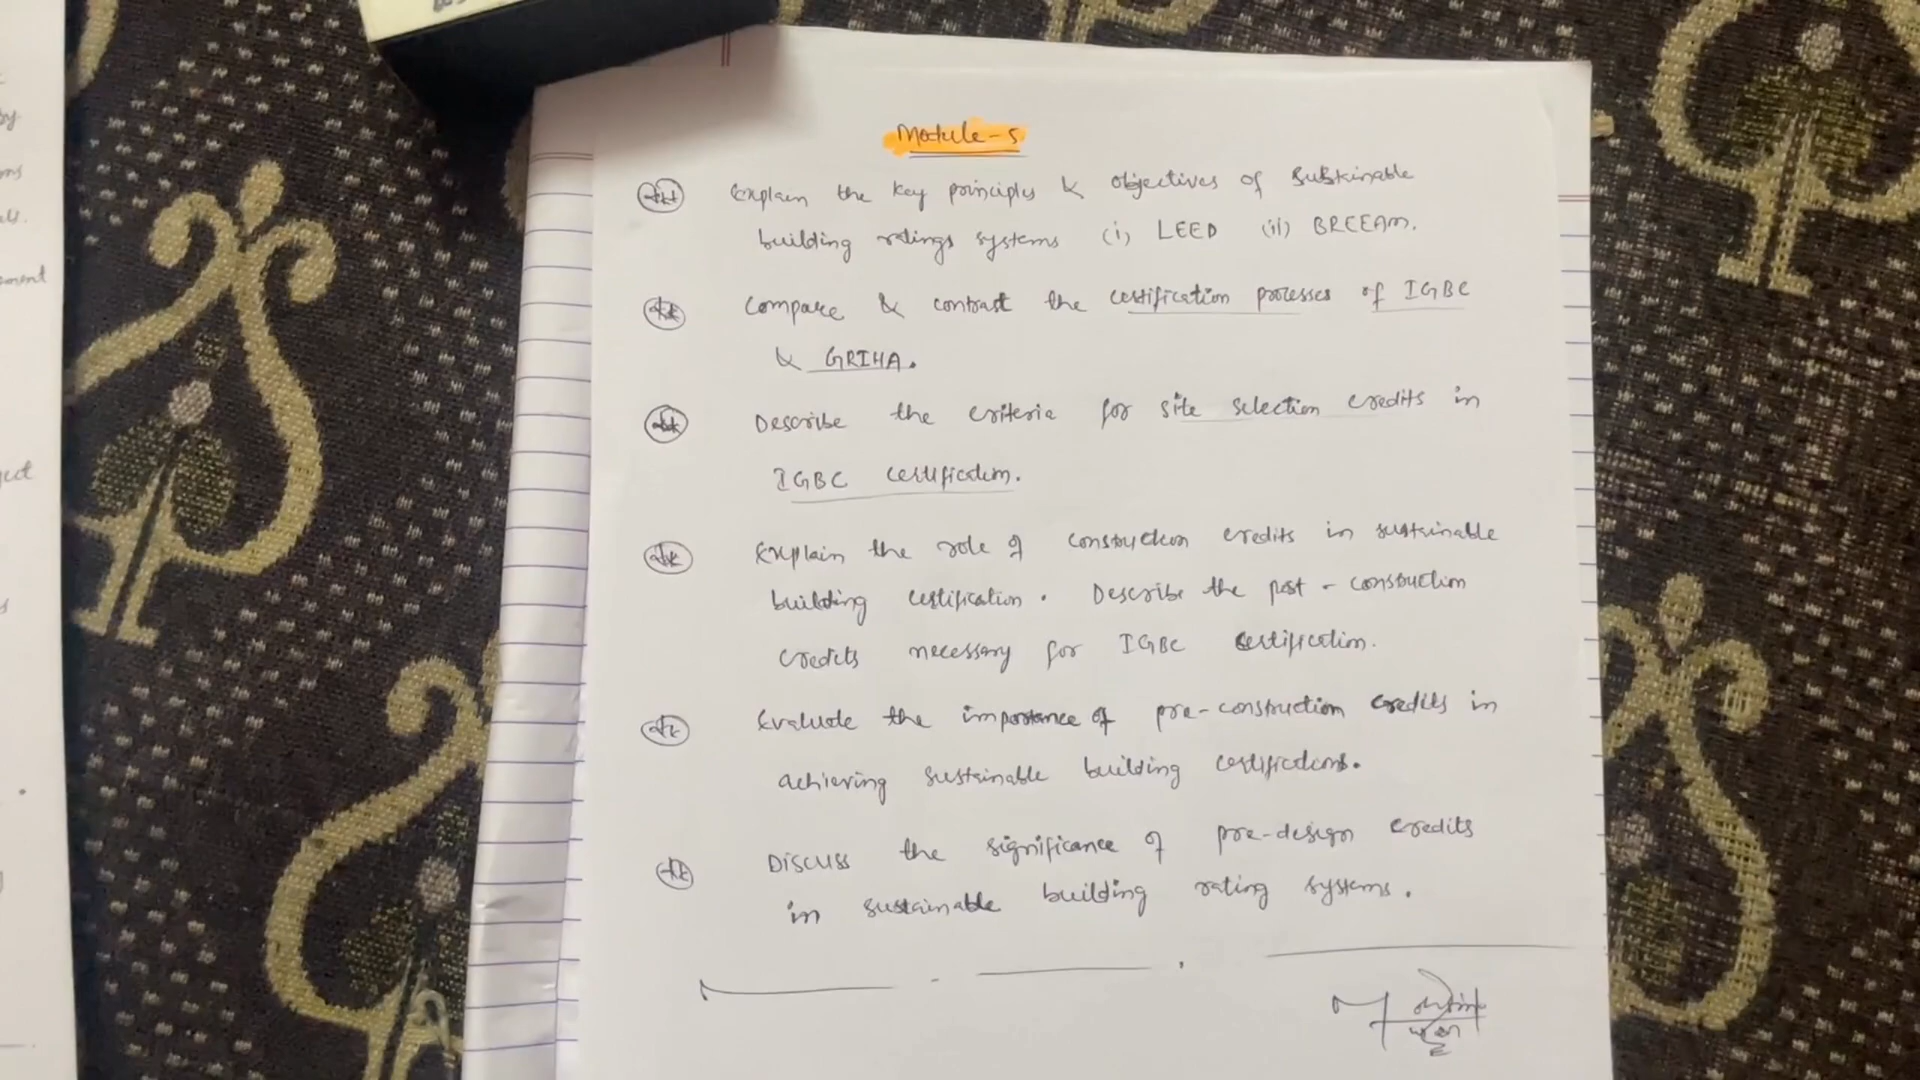 Module-5
Explain the key principles & objectives of sustainable
building ratings systems (i) LEED (ii) BREEAM.
Compare & contrast the certification processes of IGBC
& GRIHA.
Describe the criteria for site selection credits in
IGBC certification.
Explain the role of construction credits in sustainable
building certification. Describe the post-construction
credits necessary for IGBC certification.
Evaluate the importance of pre-construction credits in
achieving sustainable building certifications.
Discuss the significance of pre-design credits
in sustainable building rating systems.